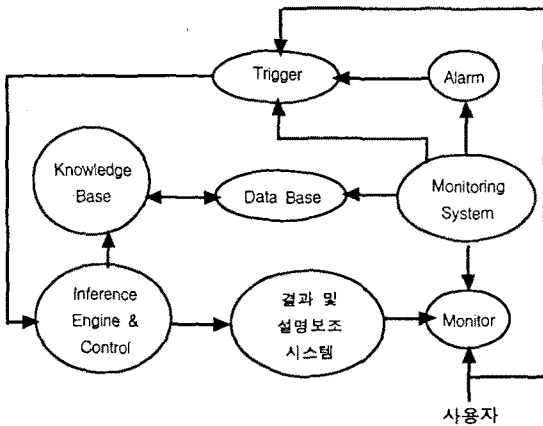 Trigger
Alarm
Knowledge
Base
Data Base
Monitoring
System
Inference
Engine &
Control
결과 및
설명보조
시스템
Monitor
사용자